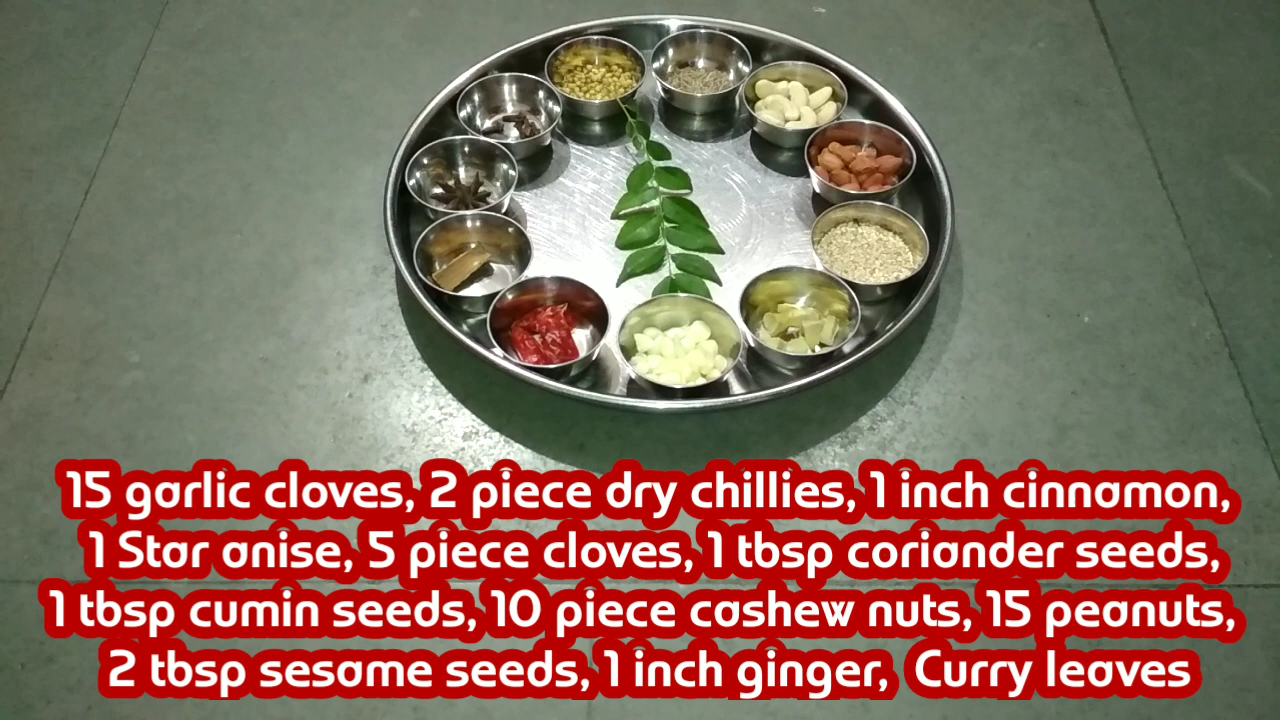 15 garlic cloves, 2 piece dry chillies, 1 inch cinnamon,
1 Star anise, 5 piece cloves, 1 tbsp coriander seeds,
1 tbsp cumin seeds, 10 piece cashew nuts, 15 peanuts,
2 tbsp sesame seeds, 1 inch ginger, Curry leaves